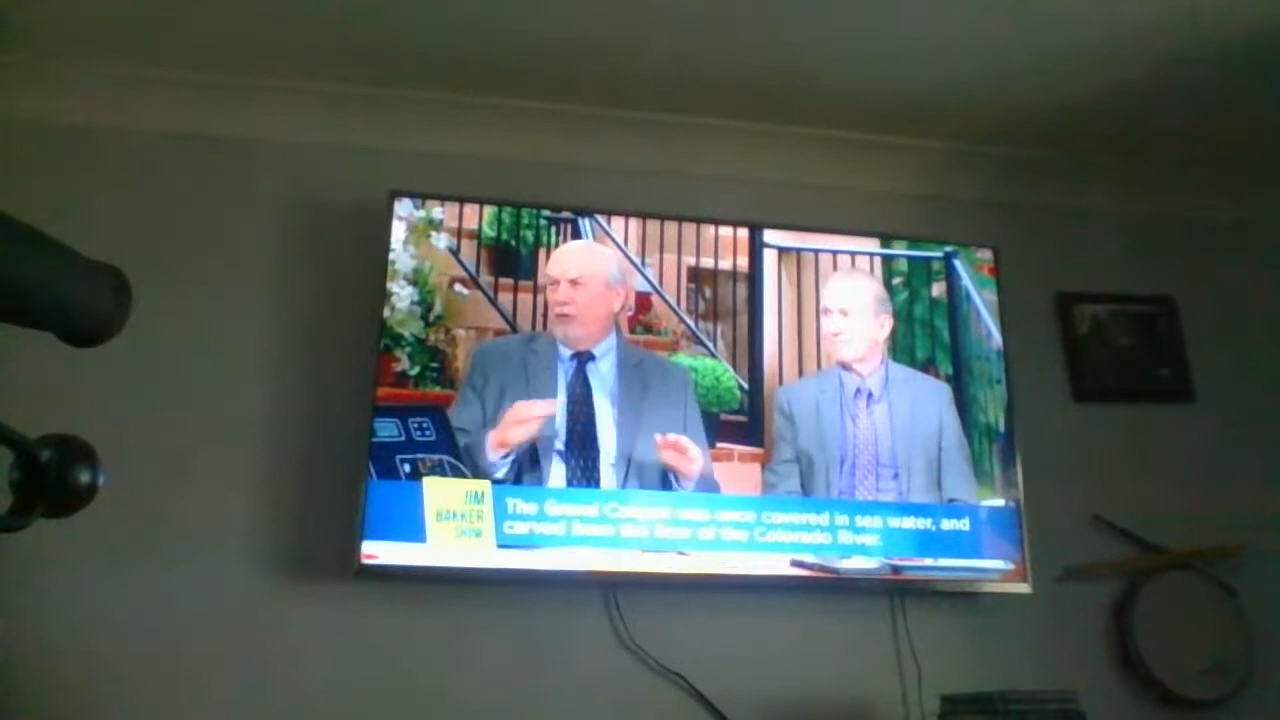 JIM
BAKKER
SHOW
The Grand Canyon was once covered in sea water, and
carved from the flow of the Colorado River.